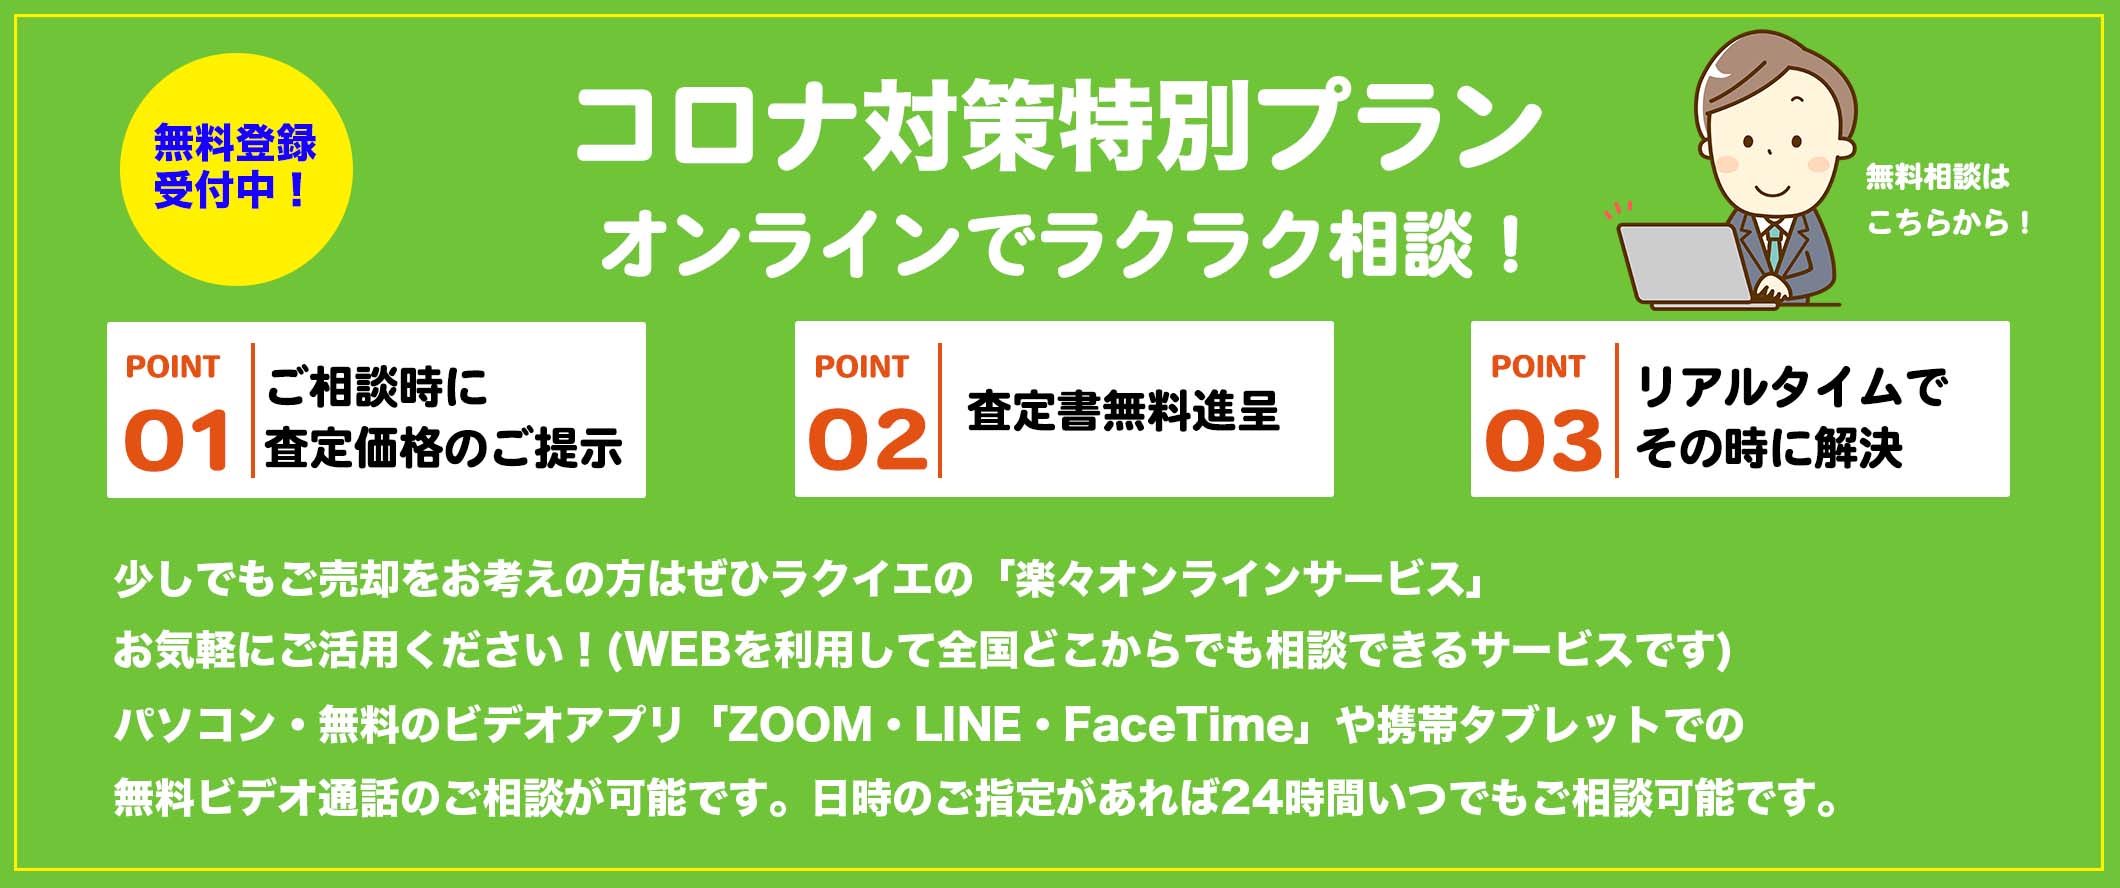 無料登録
受付中！
コロナ対策特別プラン
オンラインでラクラク相談！
無料相談は
こちらから！
POINT
01
ご相談時に
査定価格のご提示
POINT
02
査定書無料進呈
POINT
03
リアルタイムで
その時に解決
少しでもご売却をお考えの方はぜひラクイエの「楽々オンラインサービス」
お気軽にご活用ください！(WEBを利用して全国どこからでも相談できるサービスです)
パソコン・無料のビデオアプリ「ZOOM・LINE・FaceTime」や携帯タブレットでの
無料ビデオ通話のご相談が可能です。日時のご指定があれば24時間いつでもご相談可能です。